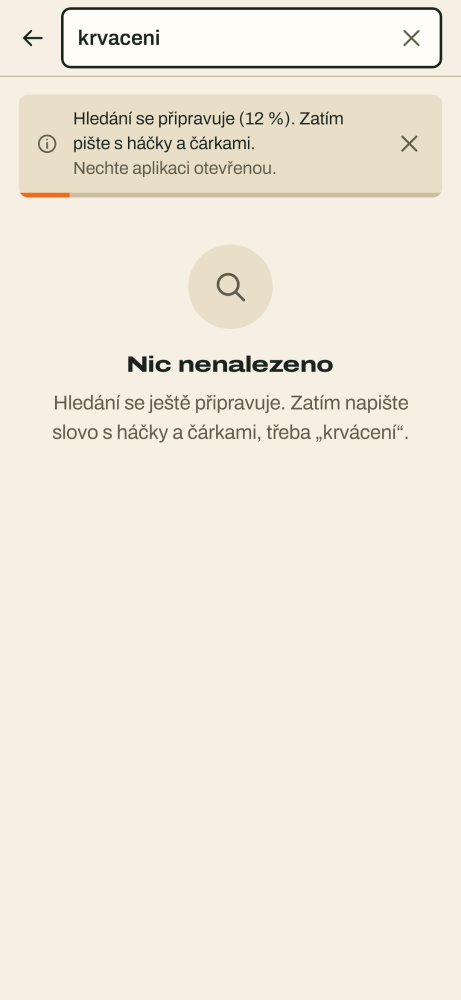 krvaceni
Hledání se připravuje (12 %). Zatím
pište s háčky a čárkami.
Nechte aplikaci otevřenou.
Nic nenalezeno
Hledání se ještě připravuje. Zatím napište
slovo s háčky a čárkami, třeba „krvácení“.